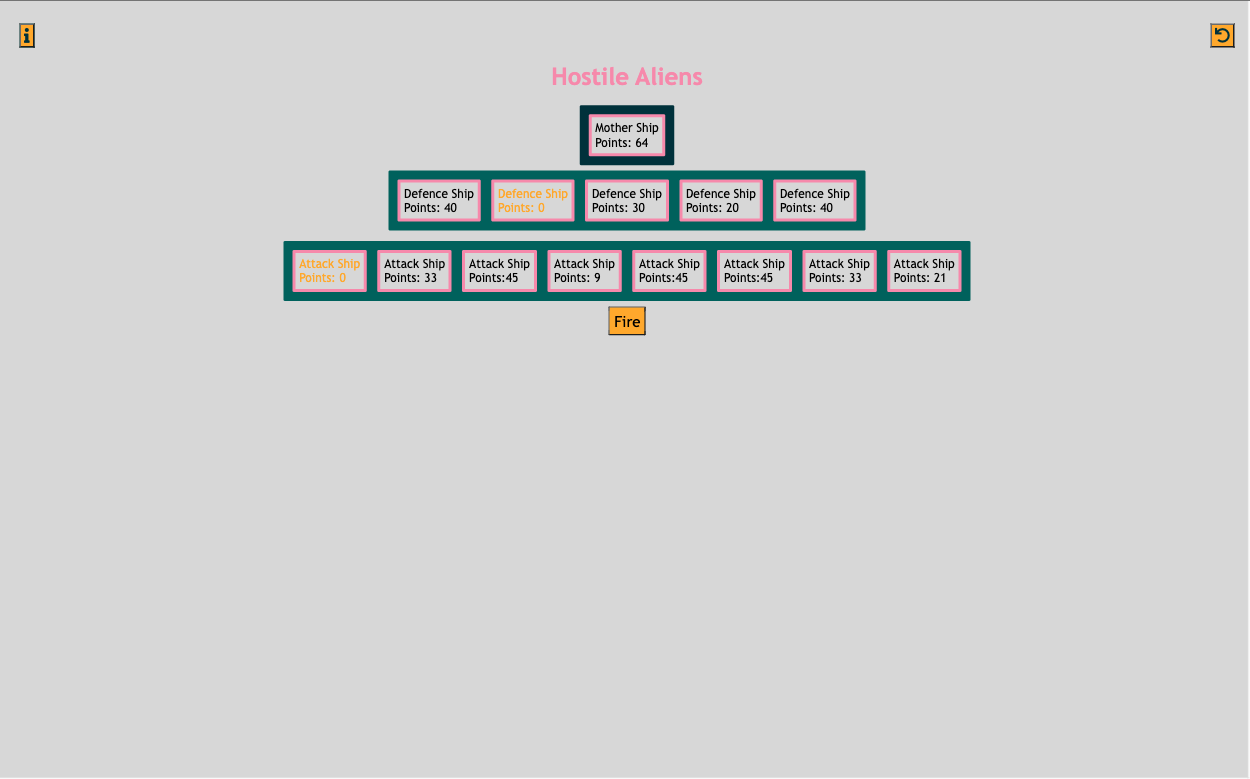 i
Hostile Aliens
Mother Ship
Points: 64
Defence Ship
Points: 40
Defence Ship
Points: 0
Defence Ship
Points: 30
Defence Ship
Points: 20
Defence Ship
Points: 40
Attack Ship
Points: 0
Attack Ship
Points: 33
Attack Ship
Points:45
Attack Ship
Points: 9
Attack Ship
Points:45
Attack Ship
Points:45
Attack Ship
Points: 33
Attack Ship
Points: 21
Fire